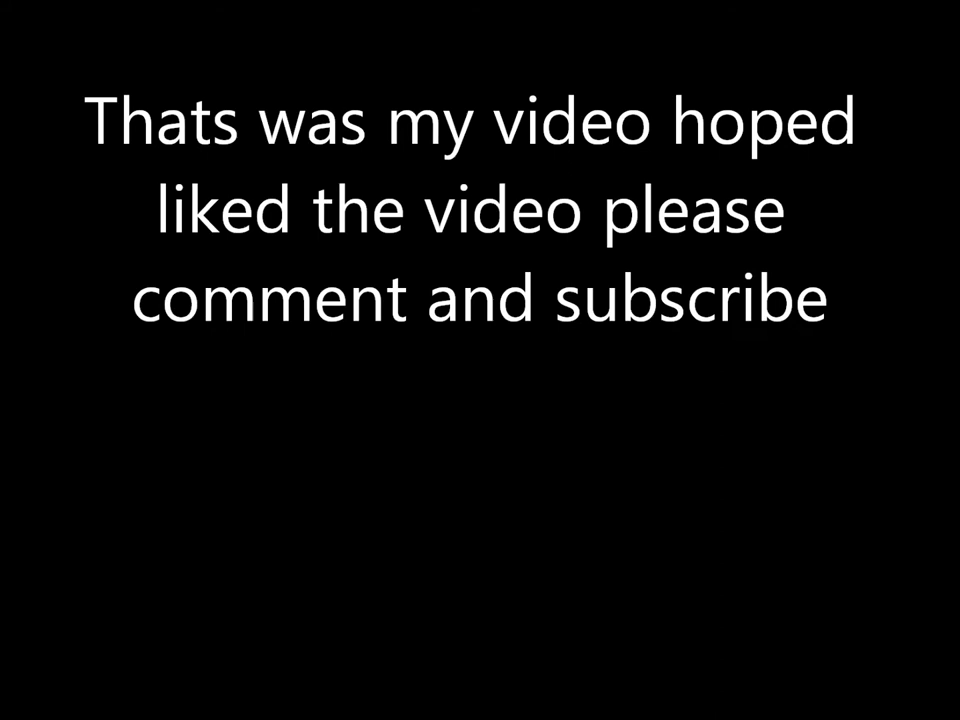 Thats was my video hoped
liked the video please
comment and subscribe